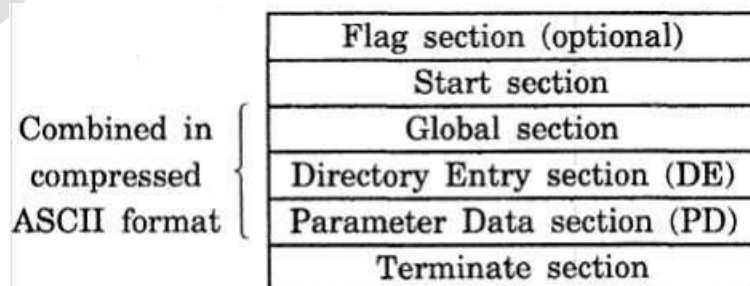 Flag section (optional)
Start section
Combined in
compressed
ASCII format
Global section
Directory Entry section (DE)
Parameter Data section (PD)
Terminate section